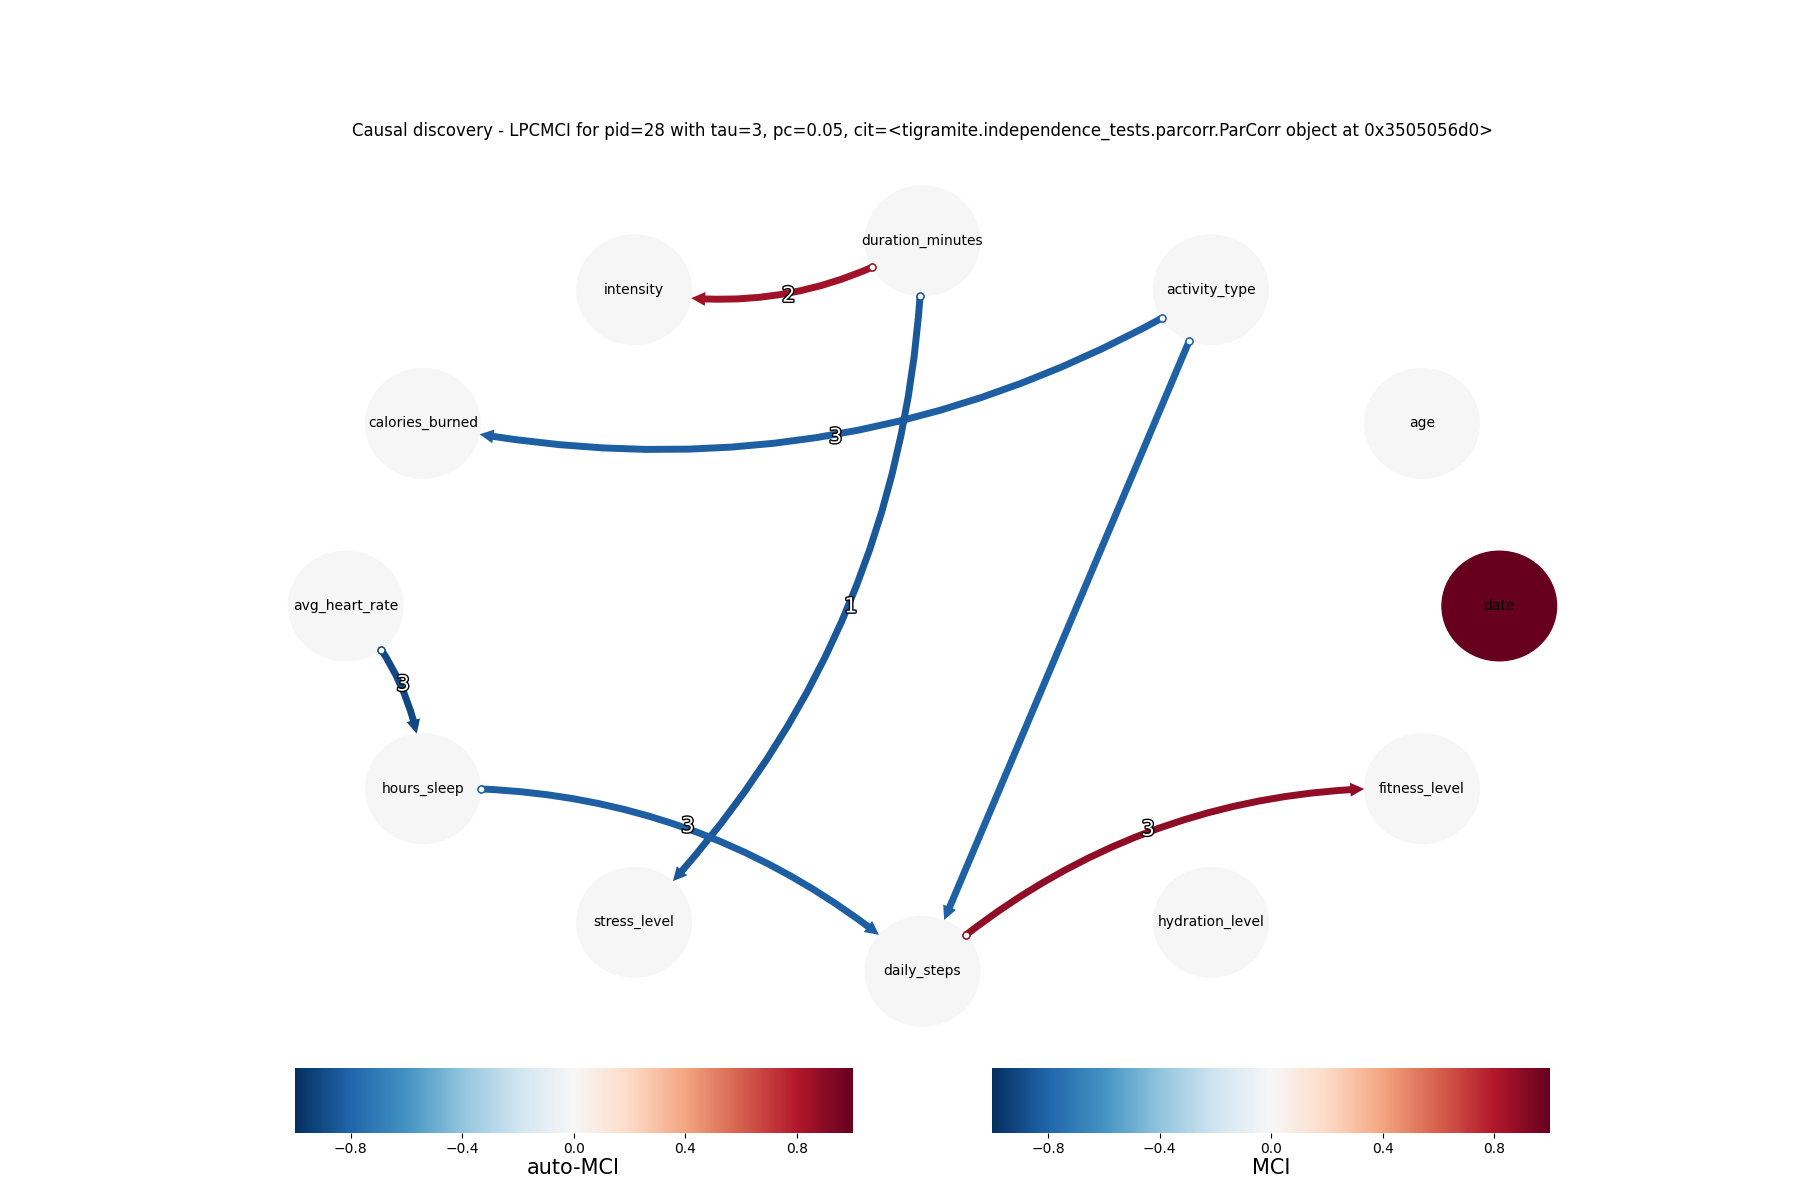 Causal discovery - LPCMCI for pid=28 with tau=3, pc=0.05, cit=<tigramite.independence_tests.parcorr.ParCorr object at 0x3505056d0>
duration_minutes
intensity
2
activity_type
calories_burned
3
age
avg_heart_rate
1
date
3
hours_sleep
3
3
fitness_level
stress_level
hydration_level
daily_steps
−0.8 −0.4 0.0 0.4 0.8
auto-MCI
−0.8 −0.4 0.0 0.4 0.8
MCI